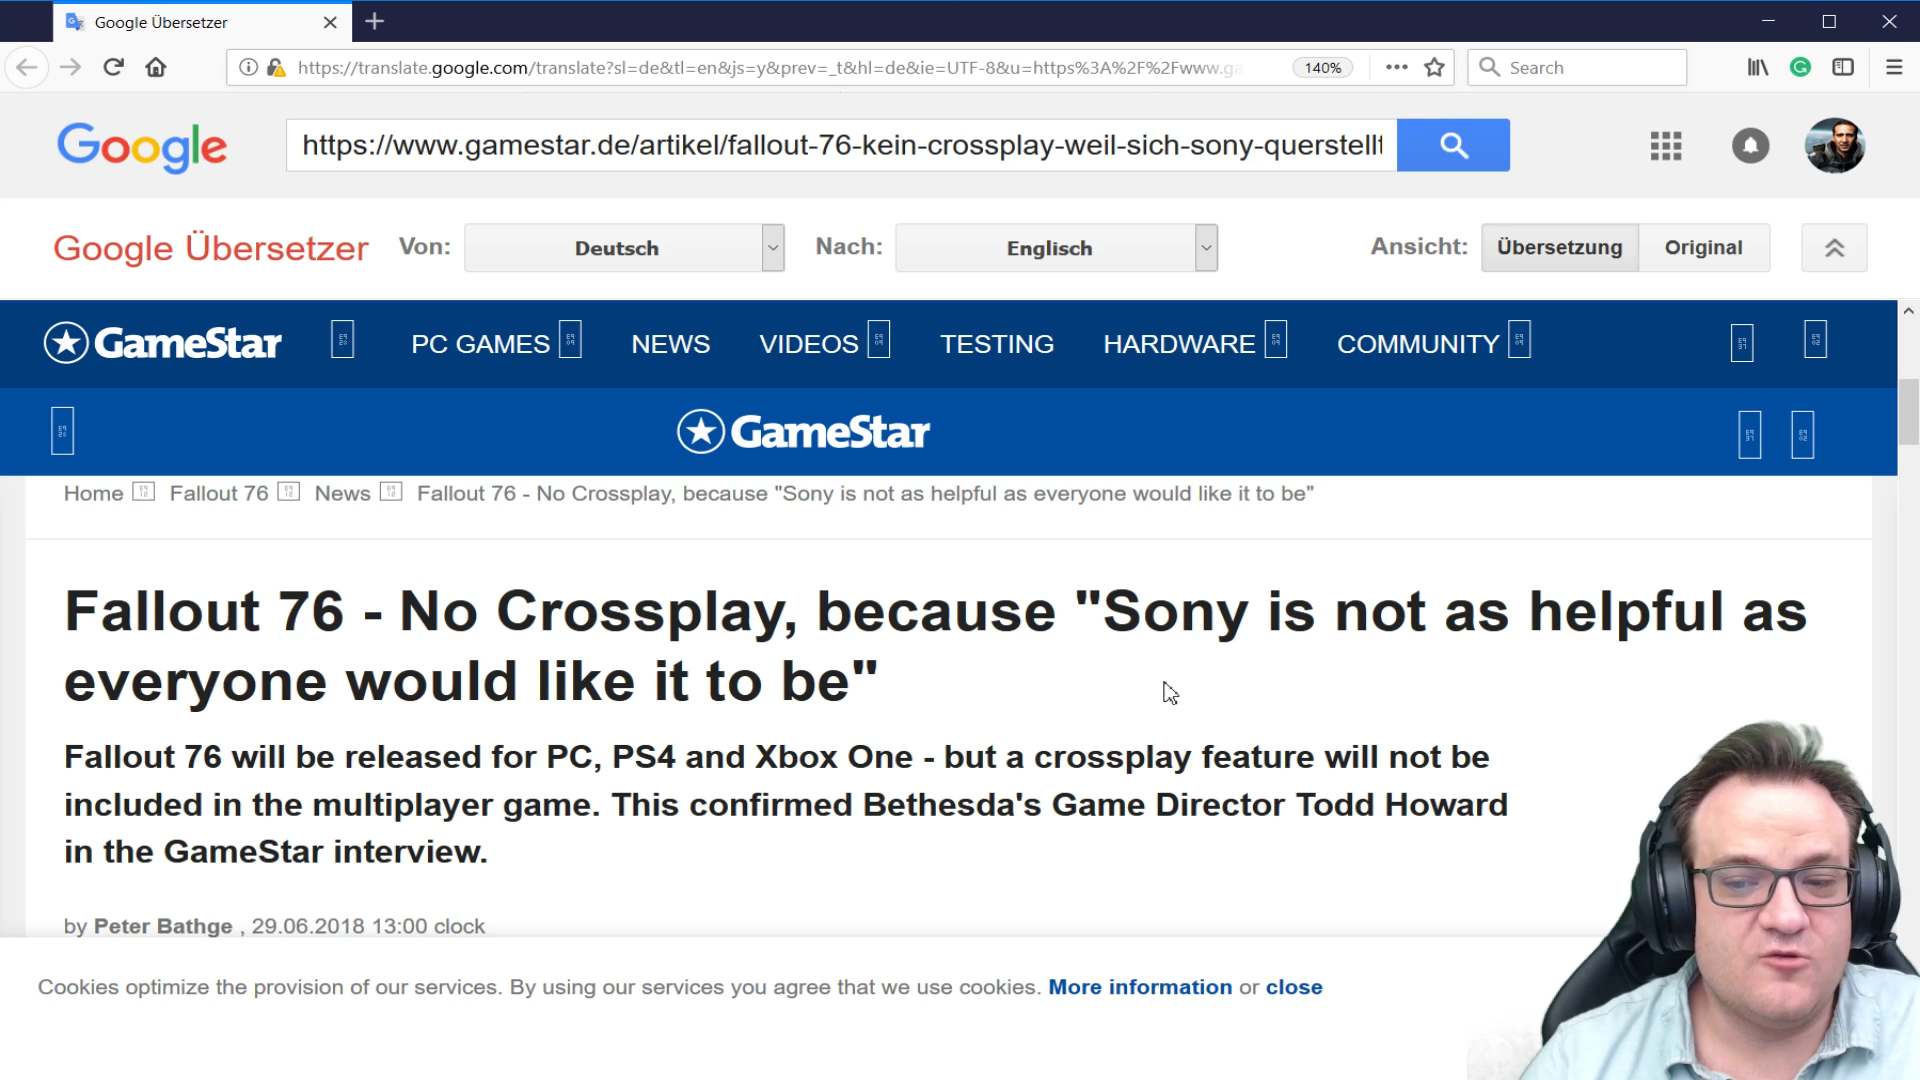 Google Übersetzer
https://translate.google.com/translate?sl=de&tl=en&js=y&prev=_t&hl=de&ie=UTF-8&u=https%3A%2F%2Fwww.ga
140%
Search
Google
https://www.gamestar.de/artikel/fallout-76-kein-crossplay-weil-sich-sony-querstellt
Google Übersetzer
Von: Deutsch
Nach: Englisch
Ansicht: Übersetzung Original
GameStar PC GAMES NEWS VIDEOS TESTING HARDWARE COMMUNITY
GameStar
Home Fallout 76 News Fallout 76 - No Crossplay, because "Sony is not as helpful as everyone would like it to be"
Fallout 76 - No Crossplay, because "Sony is not as helpful as
everyone would like it to be"
Fallout 76 will be released for PC, PS4 and Xbox One - but a crossplay feature will not be
included in the multiplayer game. This confirmed Bethesda's Game Director Todd Howard
in the GameStar interview.
by Peter Bathge , 29.06.2018 13:00 clock
Cookies optimize the provision of our services. By using our services you agree that we use cookies. More information or close